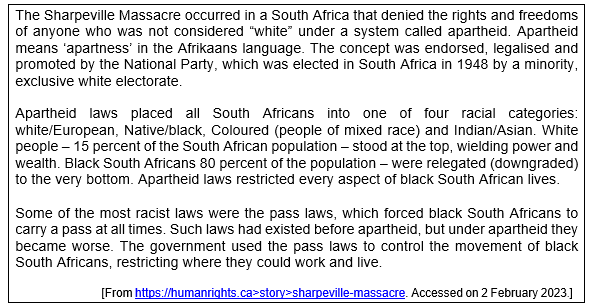 The Sharpeville Massacre occurred in a South Africa that denied the rights and freedoms
of anyone who was not considered “white” under a system called apartheid. Apartheid
means ‘apartness’ in the Afrikaans language. The concept was endorsed, legalised and
promoted by the National Party, which was elected in South Africa in 1948 by a minority,
exclusive white electorate.
Apartheid laws placed all South Africans into one of four racial categories:
white/European, Native/black, Coloured (people of mixed race) and Indian/Asian. White
people – 15 percent of the South African population – stood at the top, wielding power and
wealth. Black South Africans 80 percent of the population – were relegated (downgraded)
to the very bottom. Apartheid laws restricted every aspect of black South African lives.
Some of the most racist laws were the pass laws, which forced black South Africans to
carry a pass at all times. Such laws had existed before apartheid, but under apartheid they
became worse. The government used the pass laws to control the movement of black
South Africans, restricting where they could work and live.
[From https://humanrights.ca>story>sharpeville-massacre. Accessed on 2 February 2023.]